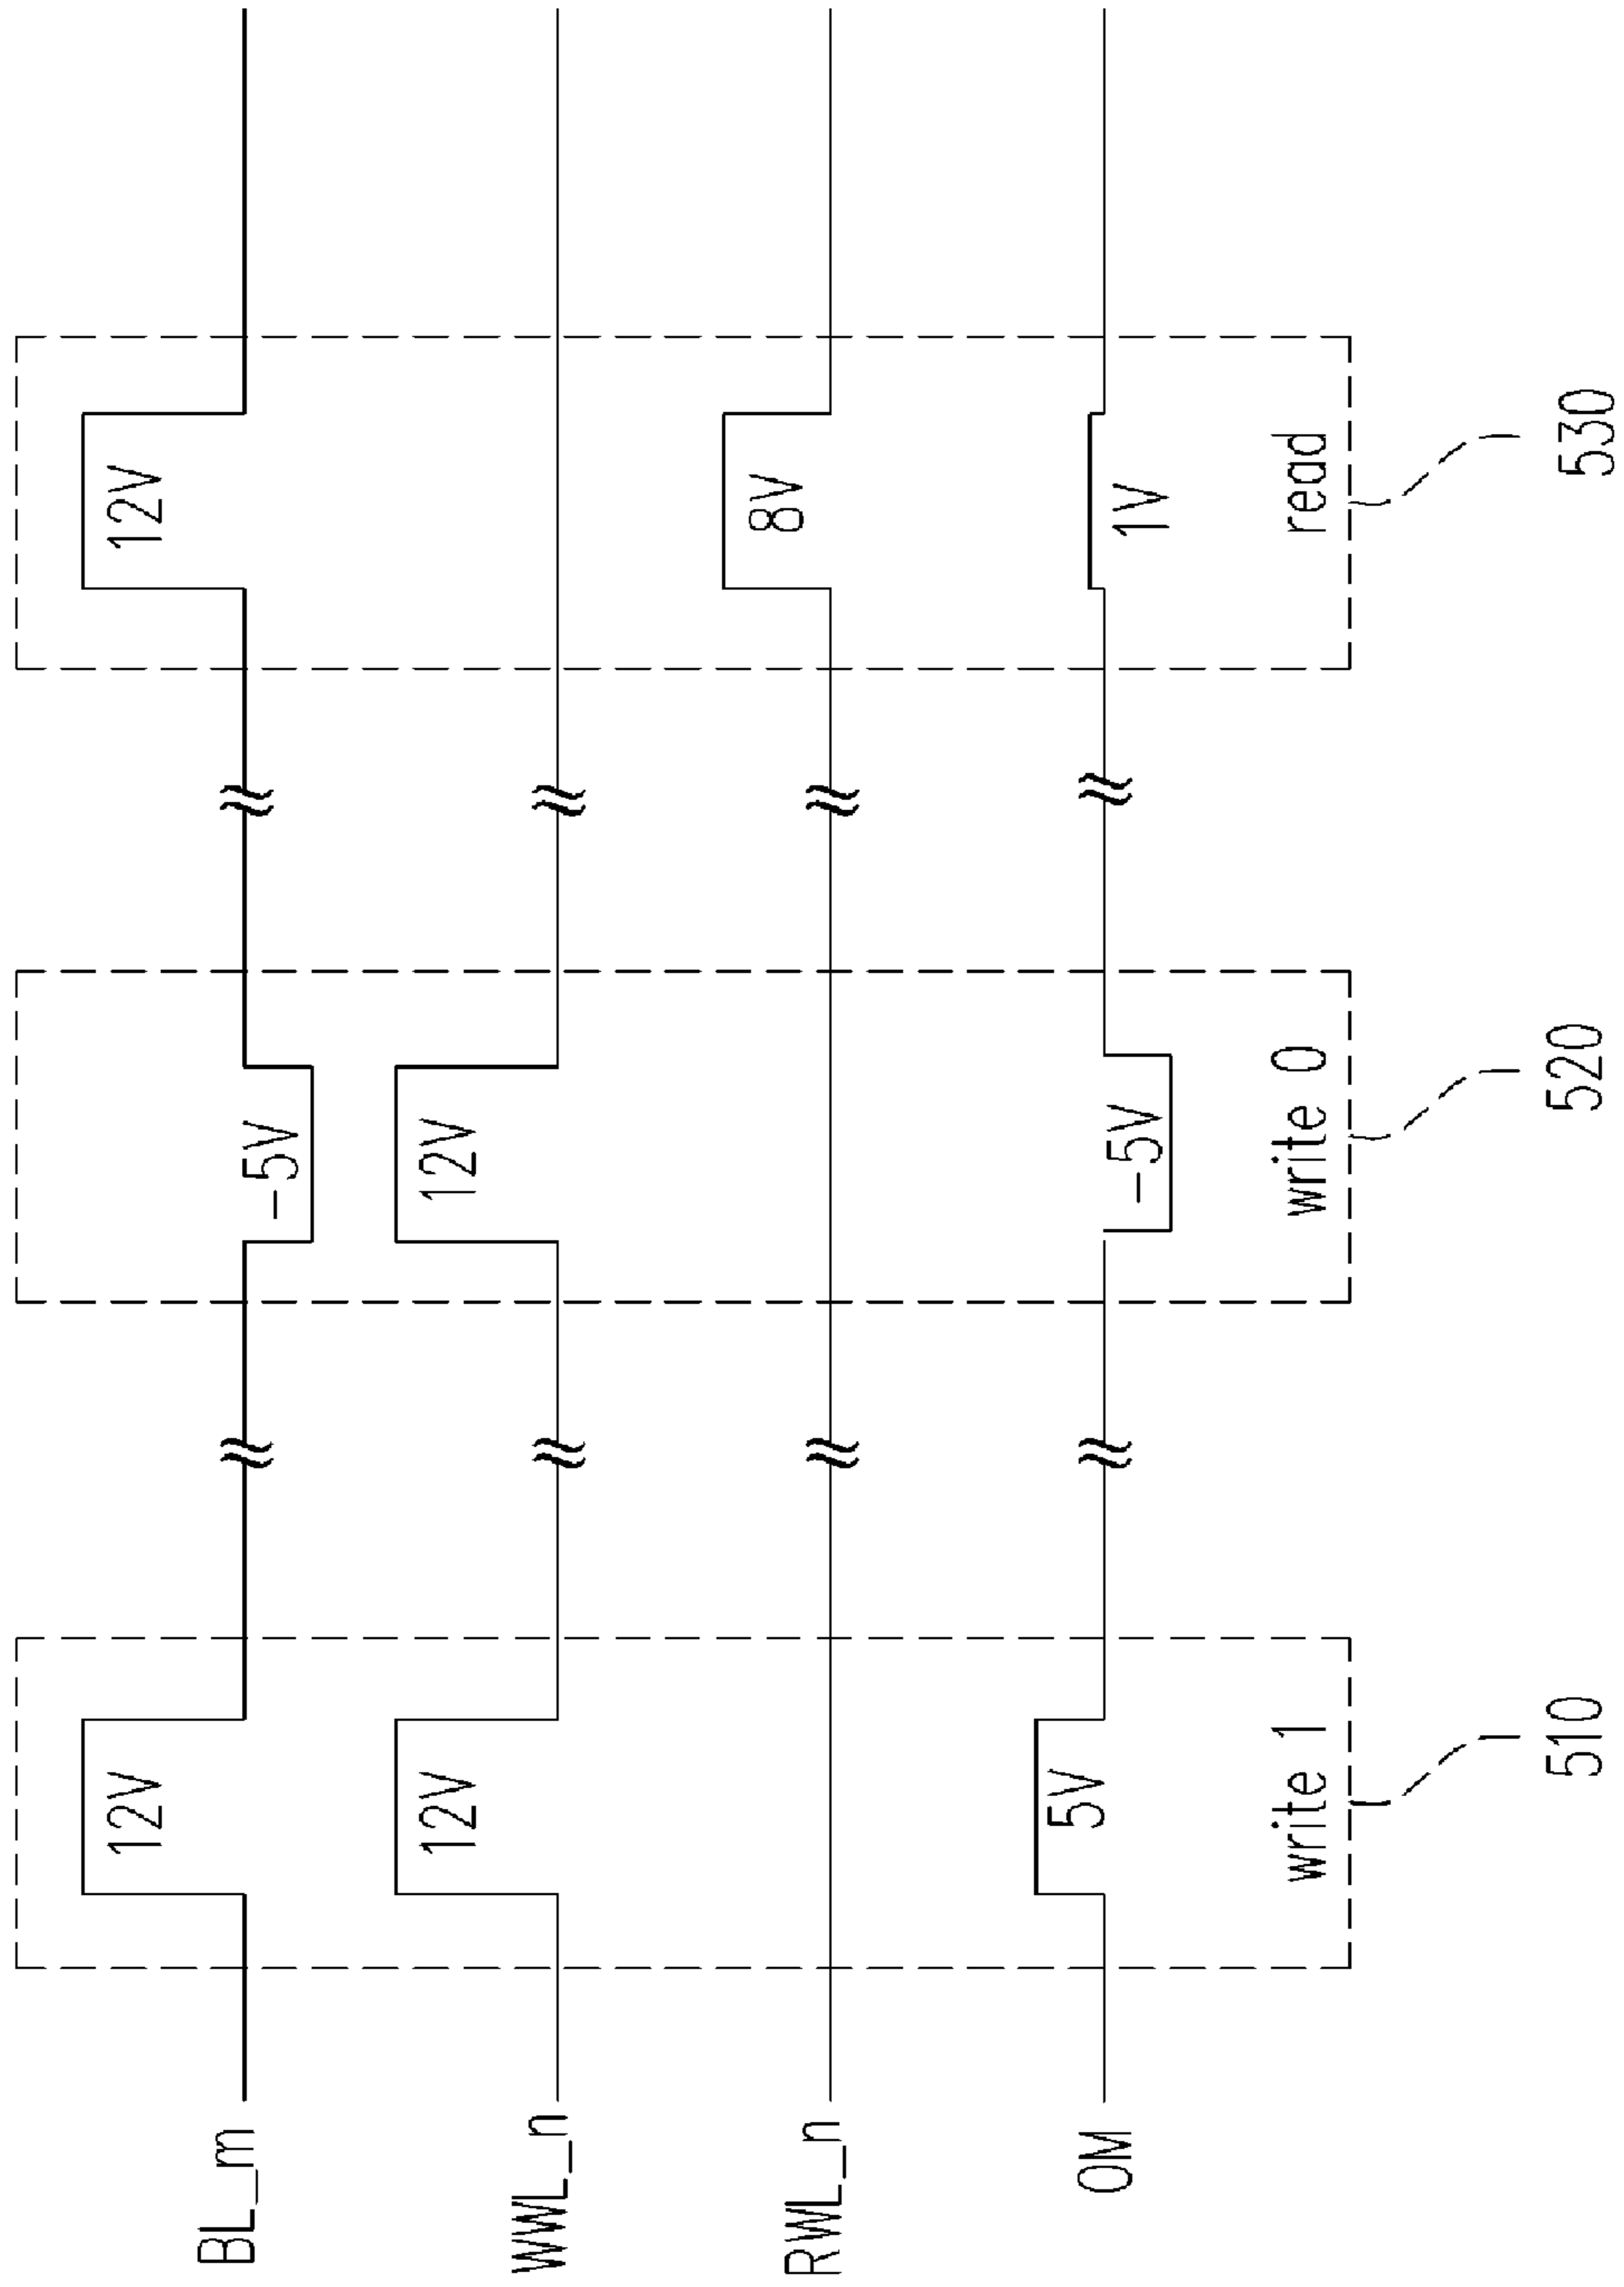 BL_m
12V
-5V
12V
WWL_n
12V
12V
RWL_n
8V
OM
5V
-5V
1V
write 1
write 0
read
510
520
530